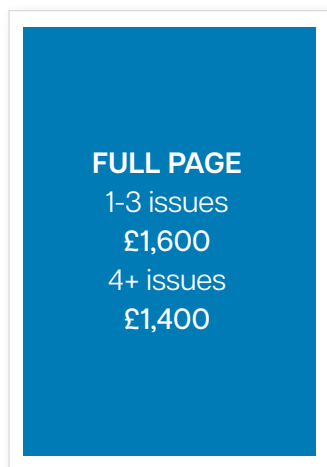 FULL PAGE
1-3 issues
£1,600
4+ issues
£1,400